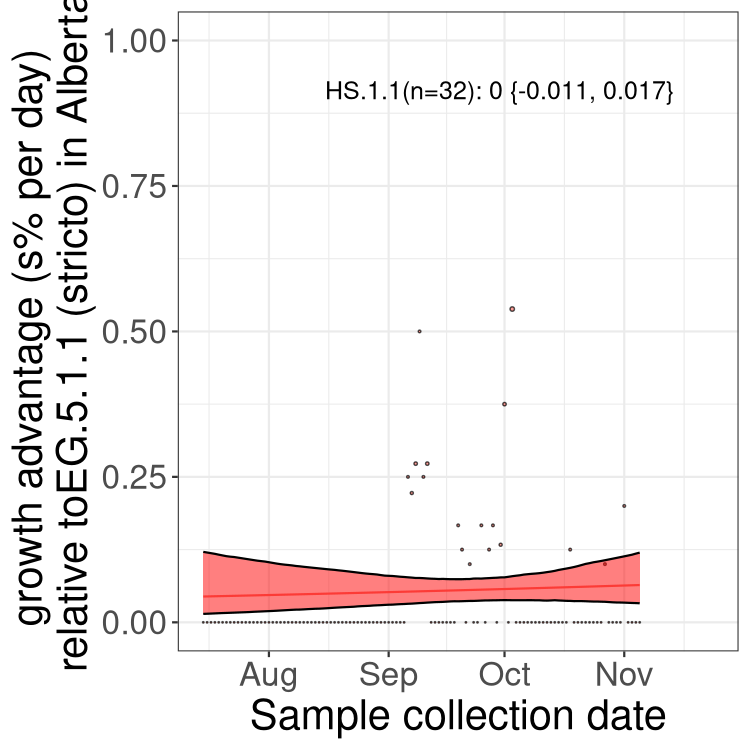 growth advantage (s% per day)
relative toEG.5.1.1 (stricto) in Alberta
1.00
0.75
0.50
0.25
0.00
HS.1.1(n=32): 0 {-0.011, 0.017}
Aug Sep Oct Nov
Sample collection date